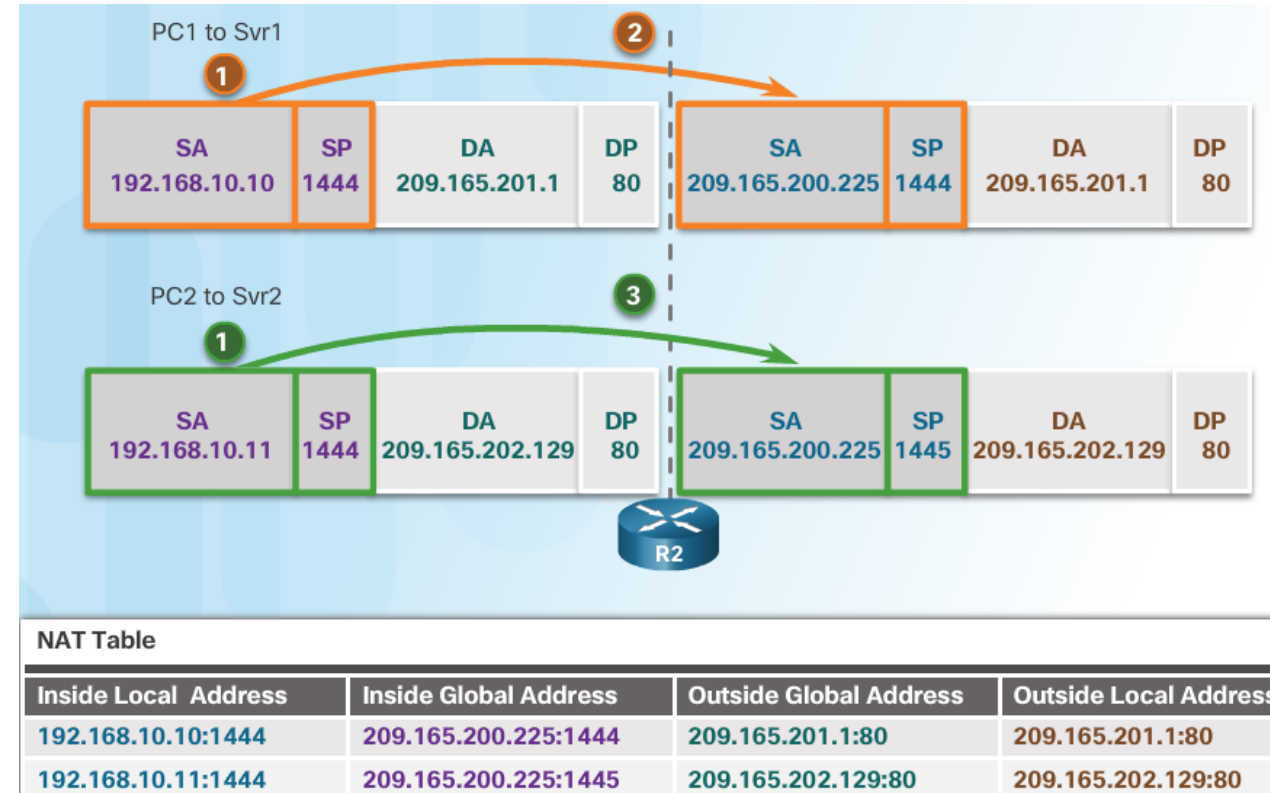 PC1 to Svr1
2
1
SA SP DA DP SA SP DA DP
192.168.10.10 1444 209.165.201.1 80 209.165.200.225 1444 209.165.201.1 80
PC2 to Svr2
3
1
SA SP DA DP SA SP DA DP
192.168.10.11 1444 209.165.202.129 80 209.165.200.225 1445 209.165.202.129 80
R2
NAT Table
Inside Local Address Inside Global Address Outside Global Address Outside Local Address
192.168.10.10:1444 209.165.200.225:1444 209.165.201.1:80 209.165.201.1:80
192.168.10.11:1444 209.165.200.225:1445 209.165.202.129:80 209.165.202.129:80